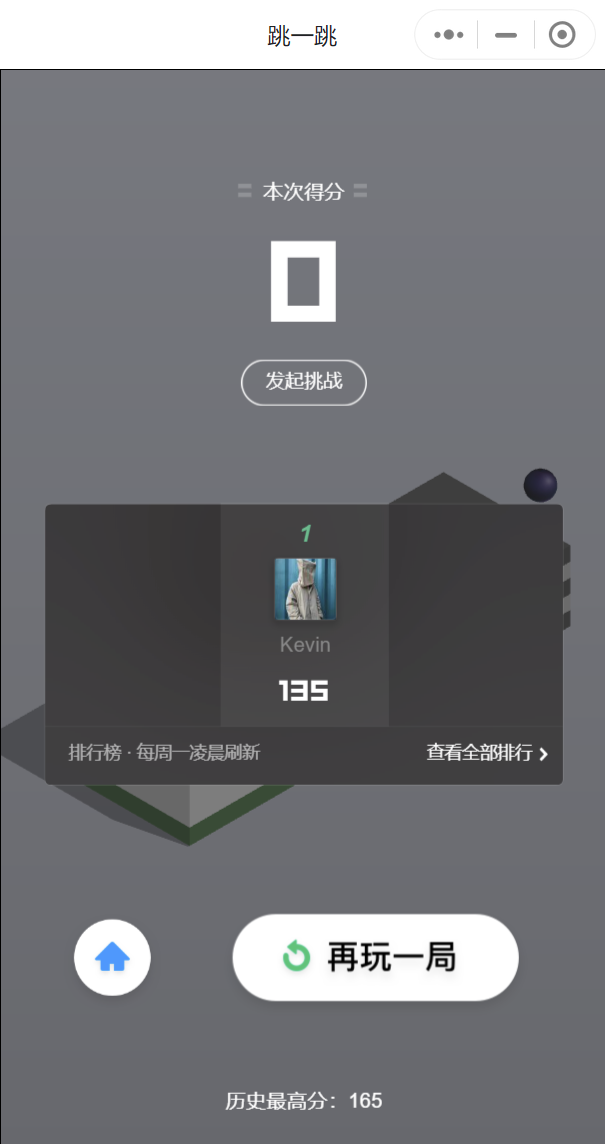 跳一跳
本次得分
0
发起挑战
1
Kevin
135
排行榜 · 每周一凌晨刷新
查看全部排行
再玩一局
历史最高分：165